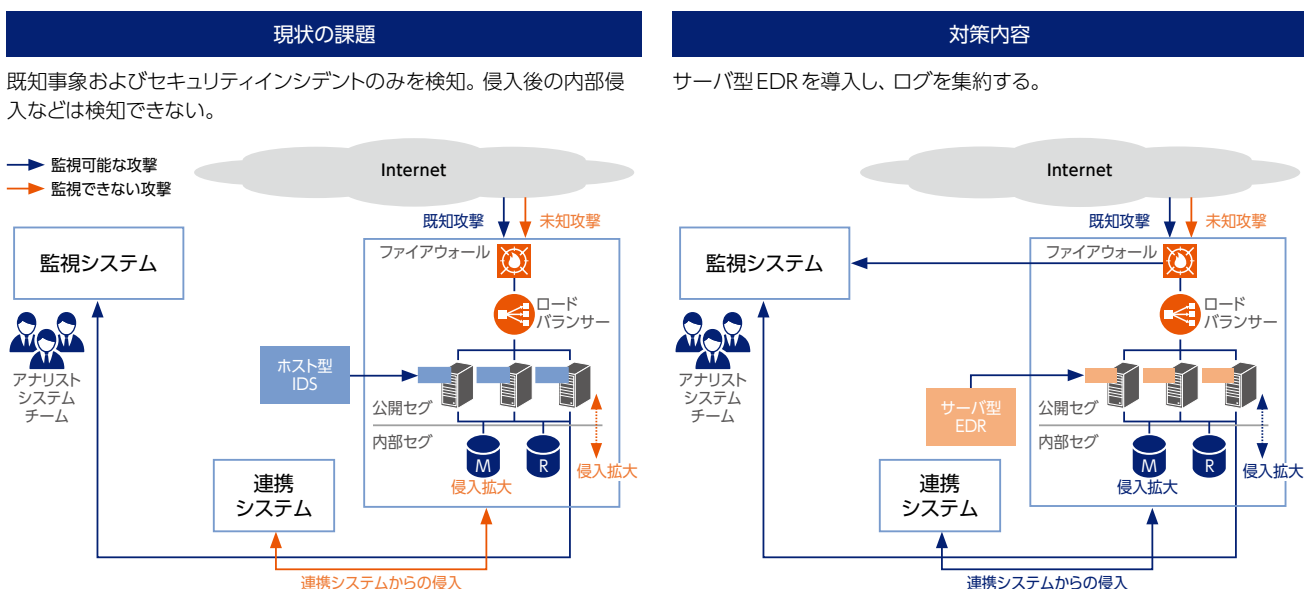 現状の課題
既知事象およびセキュリティインシデントのみを検知。侵入後の内部侵
入などは検知できない。
監視可能な攻撃
監視できない攻撃
Internet
既知攻撃
未知攻撃
ファイアウォール
監視システム
ロード
バランサー
アナリスト
システム
チーム
ホスト型
IDS
公開セグ
内部セグ
M
R
侵入拡大
侵入拡大
連携
システム
連携システムからの侵入
対策内容
サーバ型EDRを導入し、ログを集約する。
Internet
既知攻撃
未知攻撃
ファイアウォール
監視システム
ロード
バランサー
アナリスト
システム
チーム
サーバ型
EDR
公開セグ
内部セグ
M
R
侵入拡大
侵入拡大
連携
システム
連携システムからの侵入